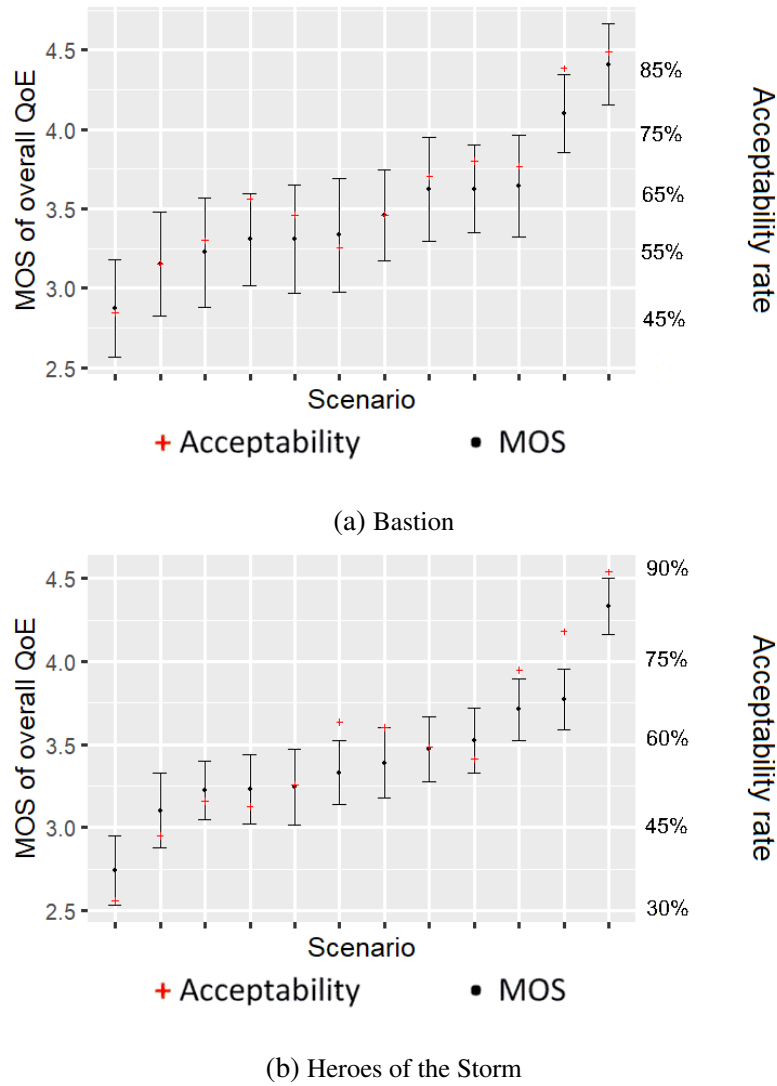 4.5
4.0
3.5
3.0
2.5
MOS of overall QoE
85%
75%
65%
55%
45%
Acceptability rate
Scenario
+ Acceptability
• MOS
(a) Bastion
4.5
4.0
3.5
3.0
2.5
MOS of overall QoE
90%
75%
60%
45%
30%
Acceptability rate
Scenario
+ Acceptability
• MOS
(b) Heroes of the Storm